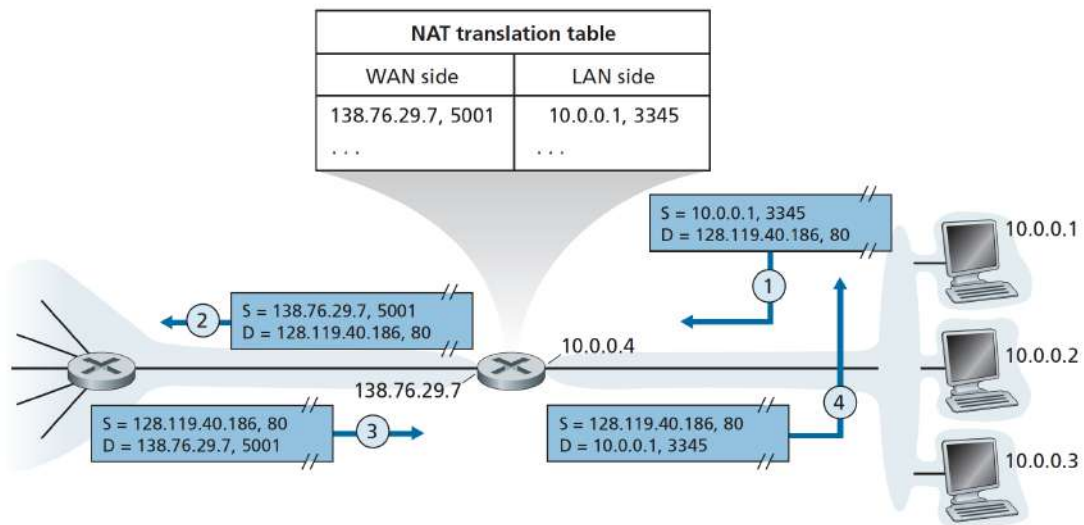 NAT translation table
WAN side LAN side
138.76.29.7, 5001 10.0.0.1, 3345
. . . . . .
S = 10.0.0.1, 3345
D = 128.119.40.186, 80
10.0.0.1
1
S = 138.76.29.7, 5001
D = 128.119.40.186, 80
2
10.0.0.4
10.0.0.2
138.76.29.7
S = 128.119.40.186, 80
D = 138.76.29.7, 5001
3
S = 128.119.40.186, 80
D = 10.0.0.1, 3345
4
10.0.0.3